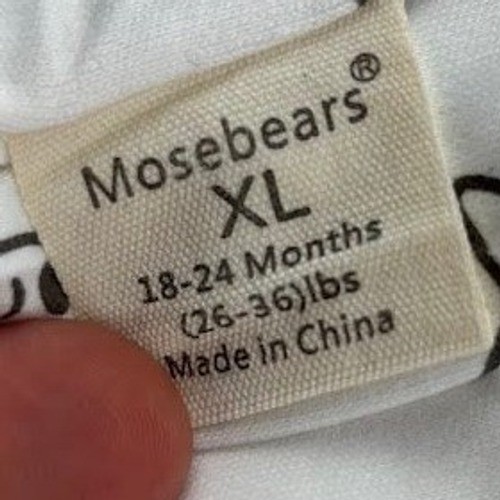 Mosebears®
XL
18-24 Months
(26-36)lbs
Made in China